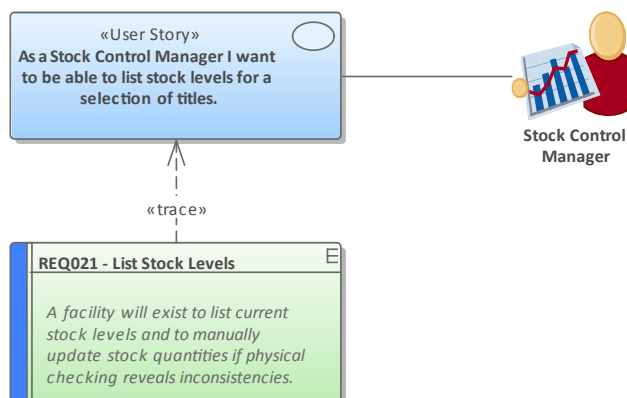 «User Story»
As a Stock Control Manager I want
to be able to list stock levels for a
selection of titles.
Stock Control
Manager
«trace»
REQ021 - List Stock Levels
E
A facility will exist to list current
stock levels and to manually
update stock quantities if physical
checking reveals inconsistencies.